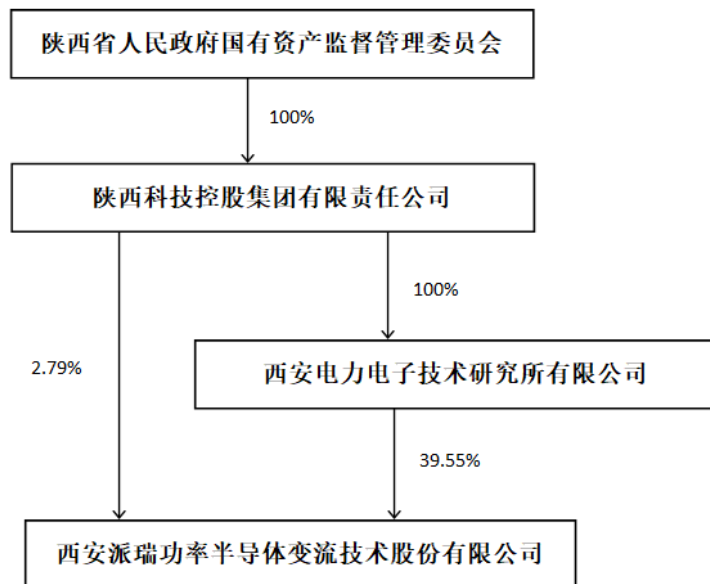 陕西省人民政府国有资产监督管理委员会
100%
陕西科技控股集团有限责任公司
100%
2.79%
西安电力电子技术研究所有限公司
39.55%
西安派瑞功率半导体变流技术股份有限公司